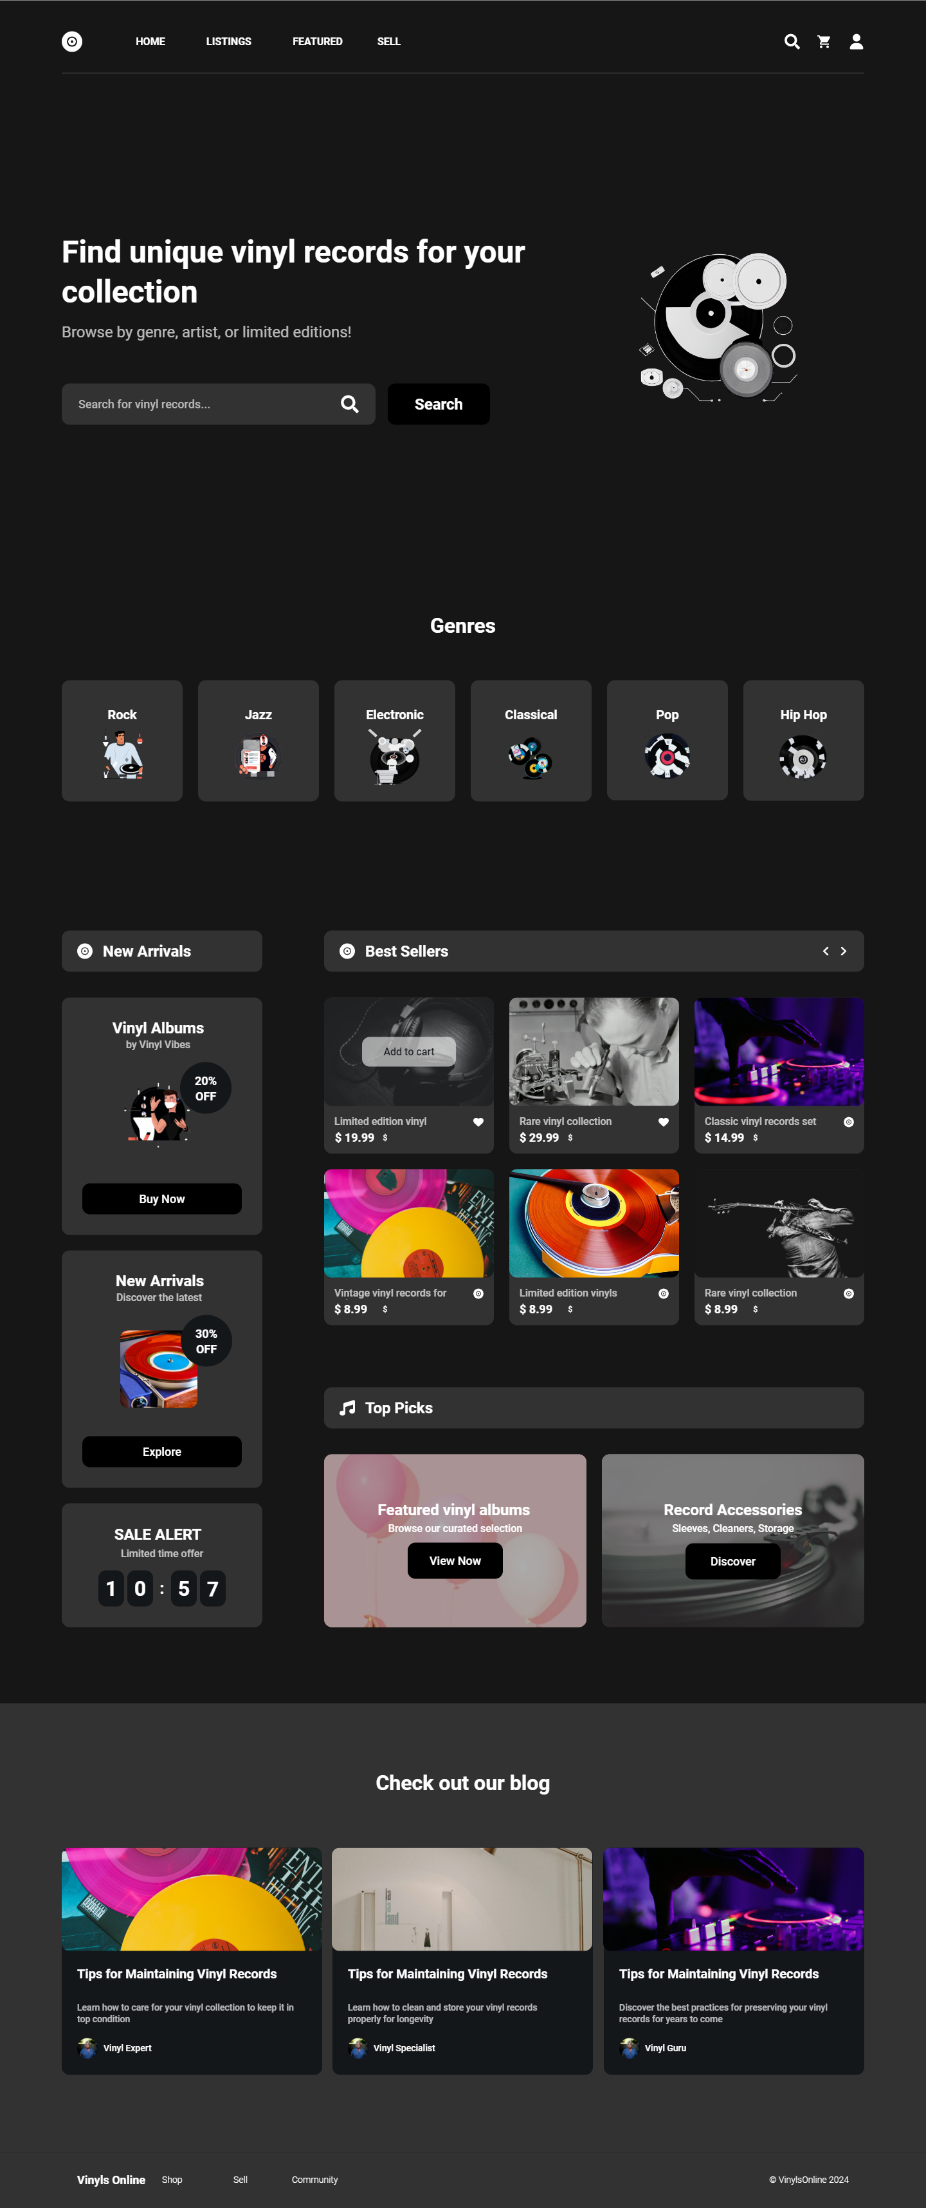 HOME LISTINGS FEATURED SELL
Find unique vinyl records for your
collection
Browse by genre, artist, or limited editions!
Search for vinyl records...
Search
Genres
Rock
Jazz
Electronic
Classical
Pop
Hip Hop
New Arrivals
Vinyl Albums
by Vinyl Vibes
20%
OFF
Buy Now
New Arrivals
Discover the latest
30%
OFF
Explore
SALE ALERT
Limited time offer
10:57
Best Sellers
Add to cart
Limited edition vinyl
$ 19.99 $
Rare vinyl collection
$ 29.99 $
Classic vinyl records set
$ 14.99 $
Vintage vinyl records for
$ 8.99 $
Limited edition vinyls
$ 8.99 $
Rare vinyl collection
$ 8.99 $
Top Picks
Featured vinyl albums
Browse our curated selection
View Now
Record Accessories
Sleeves, Cleaners, Storage
Discover
Check out our blog
Tips for Maintaining Vinyl Records
Learn how to care for your vinyl collection to keep it in
top condition
Vinyl Expert
Tips for Maintaining Vinyl Records
Learn how to clean and store your vinyl records
properly for longevity
Vinyl Specialist
Tips for Maintaining Vinyl Records
Discover the best practices for preserving your vinyl
records for years to come
Vinyl Guru
Vinyls Online Shop Sell Community © VinylsOnline 2024